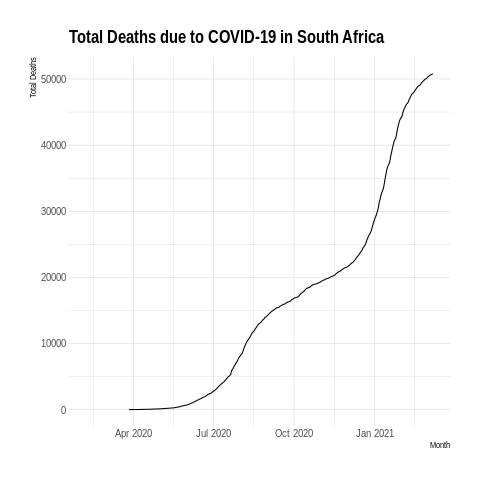 Total Deaths due to COVID-19 in South Africa
Total Deaths
50000
40000
30000
20000
10000
0
Apr 2020 Jul 2020 Oct 2020 Jan 2021
Month